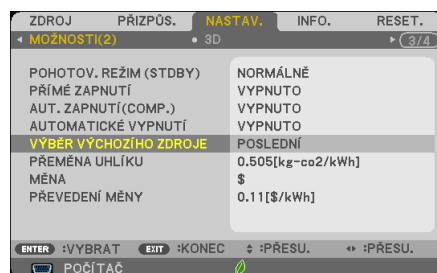 ZDROJ PŘIZPŮS. NASTAV. INFO. RESET.
MOŽNOSTI(2) 3D 3/4
POHOTOV. REŽIM (STDBY) NORMÁLNĚ
PŘÍMÉ ZAPNUTÍ VYPNUTO
AUT. ZAPNUTÍ(COMP.) VYPNUTO
AUTOMATICKÉ VYPNUTÍ VYPNUTO
VÝBĚR VÝCHOZÍHO ZDROJE POSLEDNÍ
PŘEMĚNA UHLÍKU 0.505[kg-co2/kWh]
MĚNA $
PŘEVEDENÍ MĚNY 0.11[$/kWh]
ENTER :VYBRAT EXIT :KONEC :PŘESU. :PŘESU.
POČÍTAČ